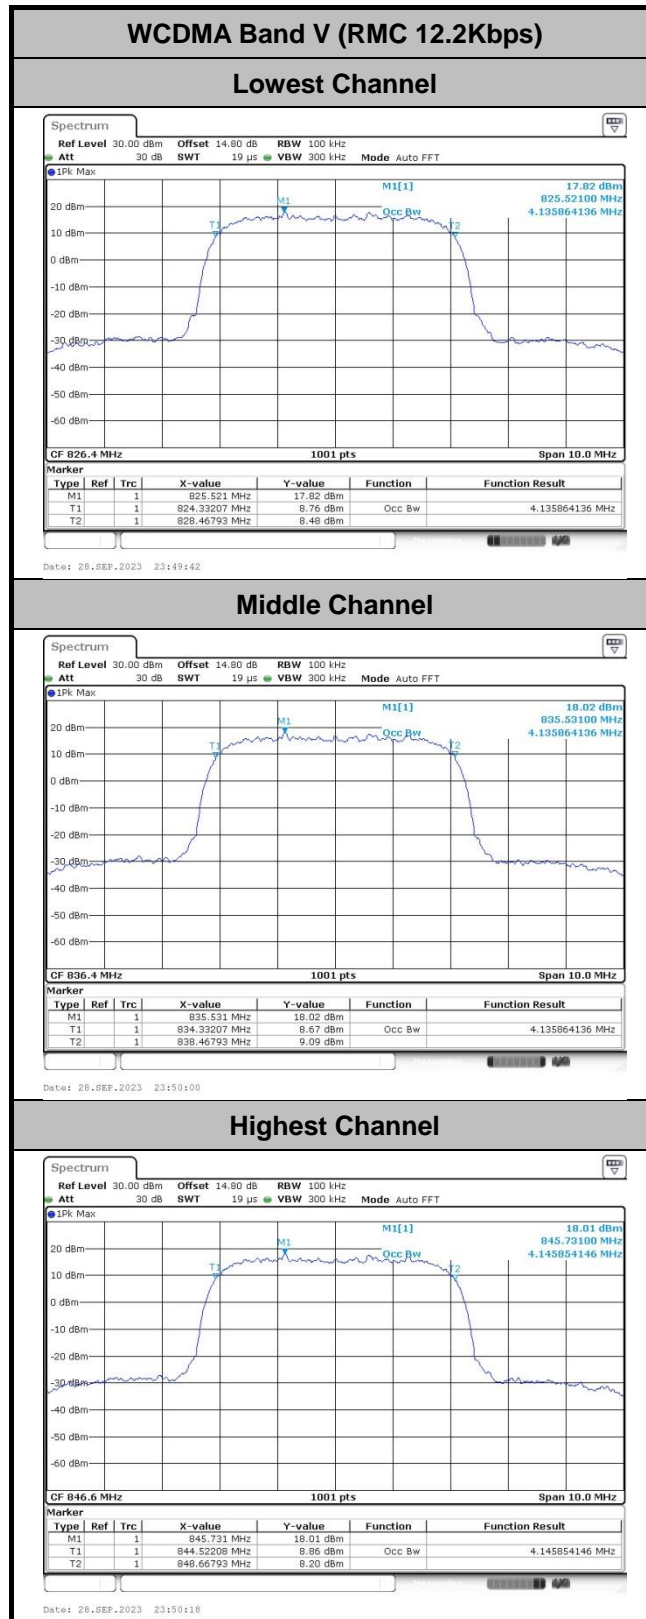 WCDMA Band V (RMC 12.2Kbps)
Lowest Channel
Spectrum
Ref Level 30.00 dBm Offset 14.80 dB RBW 100 kHz
Att 30 dB SWT 19 µs VBW 300 kHz Mode Auto FFT
1Pk Max
M1[1] 17.82 dBm
825.52100 MHz
Occ Bw 4.135864136 MHz
M1
T1
T2
20 dBm
10 dBm
0 dBm
-10 dBm
-20 dBm
-30 dBm
-40 dBm
-50 dBm
-60 dBm
CF 826.4 MHz 1001 pts Span 10.0 MHz
Marker
Type Ref Trc X-value Y-value Function Function Result
M1 1 825.521 MHz 17.82 dBm
T1 1 824.33207 MHz 8.76 dBm Occ Bw 4.135864136 MHz
T2 1 828.46793 MHz 8.48 dBm
Date: 28.SEP.2023 23:49:42
Middle Channel
Spectrum
Ref Level 30.00 dBm Offset 14.80 dB RBW 100 kHz
Att 30 dB SWT 19 µs VBW 300 kHz Mode Auto FFT
1Pk Max
M1[1] 18.02 dBm
835.53100 MHz
Occ Bw 4.135864136 MHz
M1
T1
T2
20 dBm
10 dBm
0 dBm
-10 dBm
-20 dBm
-30 dBm
-40 dBm
-50 dBm
-60 dBm
CF 836.4 MHz 1001 pts Span 10.0 MHz
Marker
Type Ref Trc X-value Y-value Function Function Result
M1 1 835.531 MHz 18.02 dBm
T1 1 834.33207 MHz 8.67 dBm Occ Bw 4.135864136 MHz
T2 1 838.46793 MHz 9.09 dBm
Date: 28.SEP.2023 23:50:00
Highest Channel
Spectrum
Ref Level 30.00 dBm Offset 14.80 dB RBW 100 kHz
Att 30 dB SWT 19 µs VBW 300 kHz Mode Auto FFT
1Pk Max
M1[1] 18.01 dBm
845.73100 MHz
Occ Bw 4.145854146 MHz
M1
T1
T2
20 dBm
10 dBm
0 dBm
-10 dBm
-20 dBm
-30 dBm
-40 dBm
-50 dBm
-60 dBm
CF 846.6 MHz 1001 pts Span 10.0 MHz
Marker
Type Ref Trc X-value Y-value Function Function Result
M1 1 845.731 MHz 18.01 dBm
T1 1 844.52208 MHz 8.86 dBm Occ Bw 4.145854146 MHz
T2 1 848.66793 MHz 8.20 dBm
Date: 28.SEP.2023 23:50:18